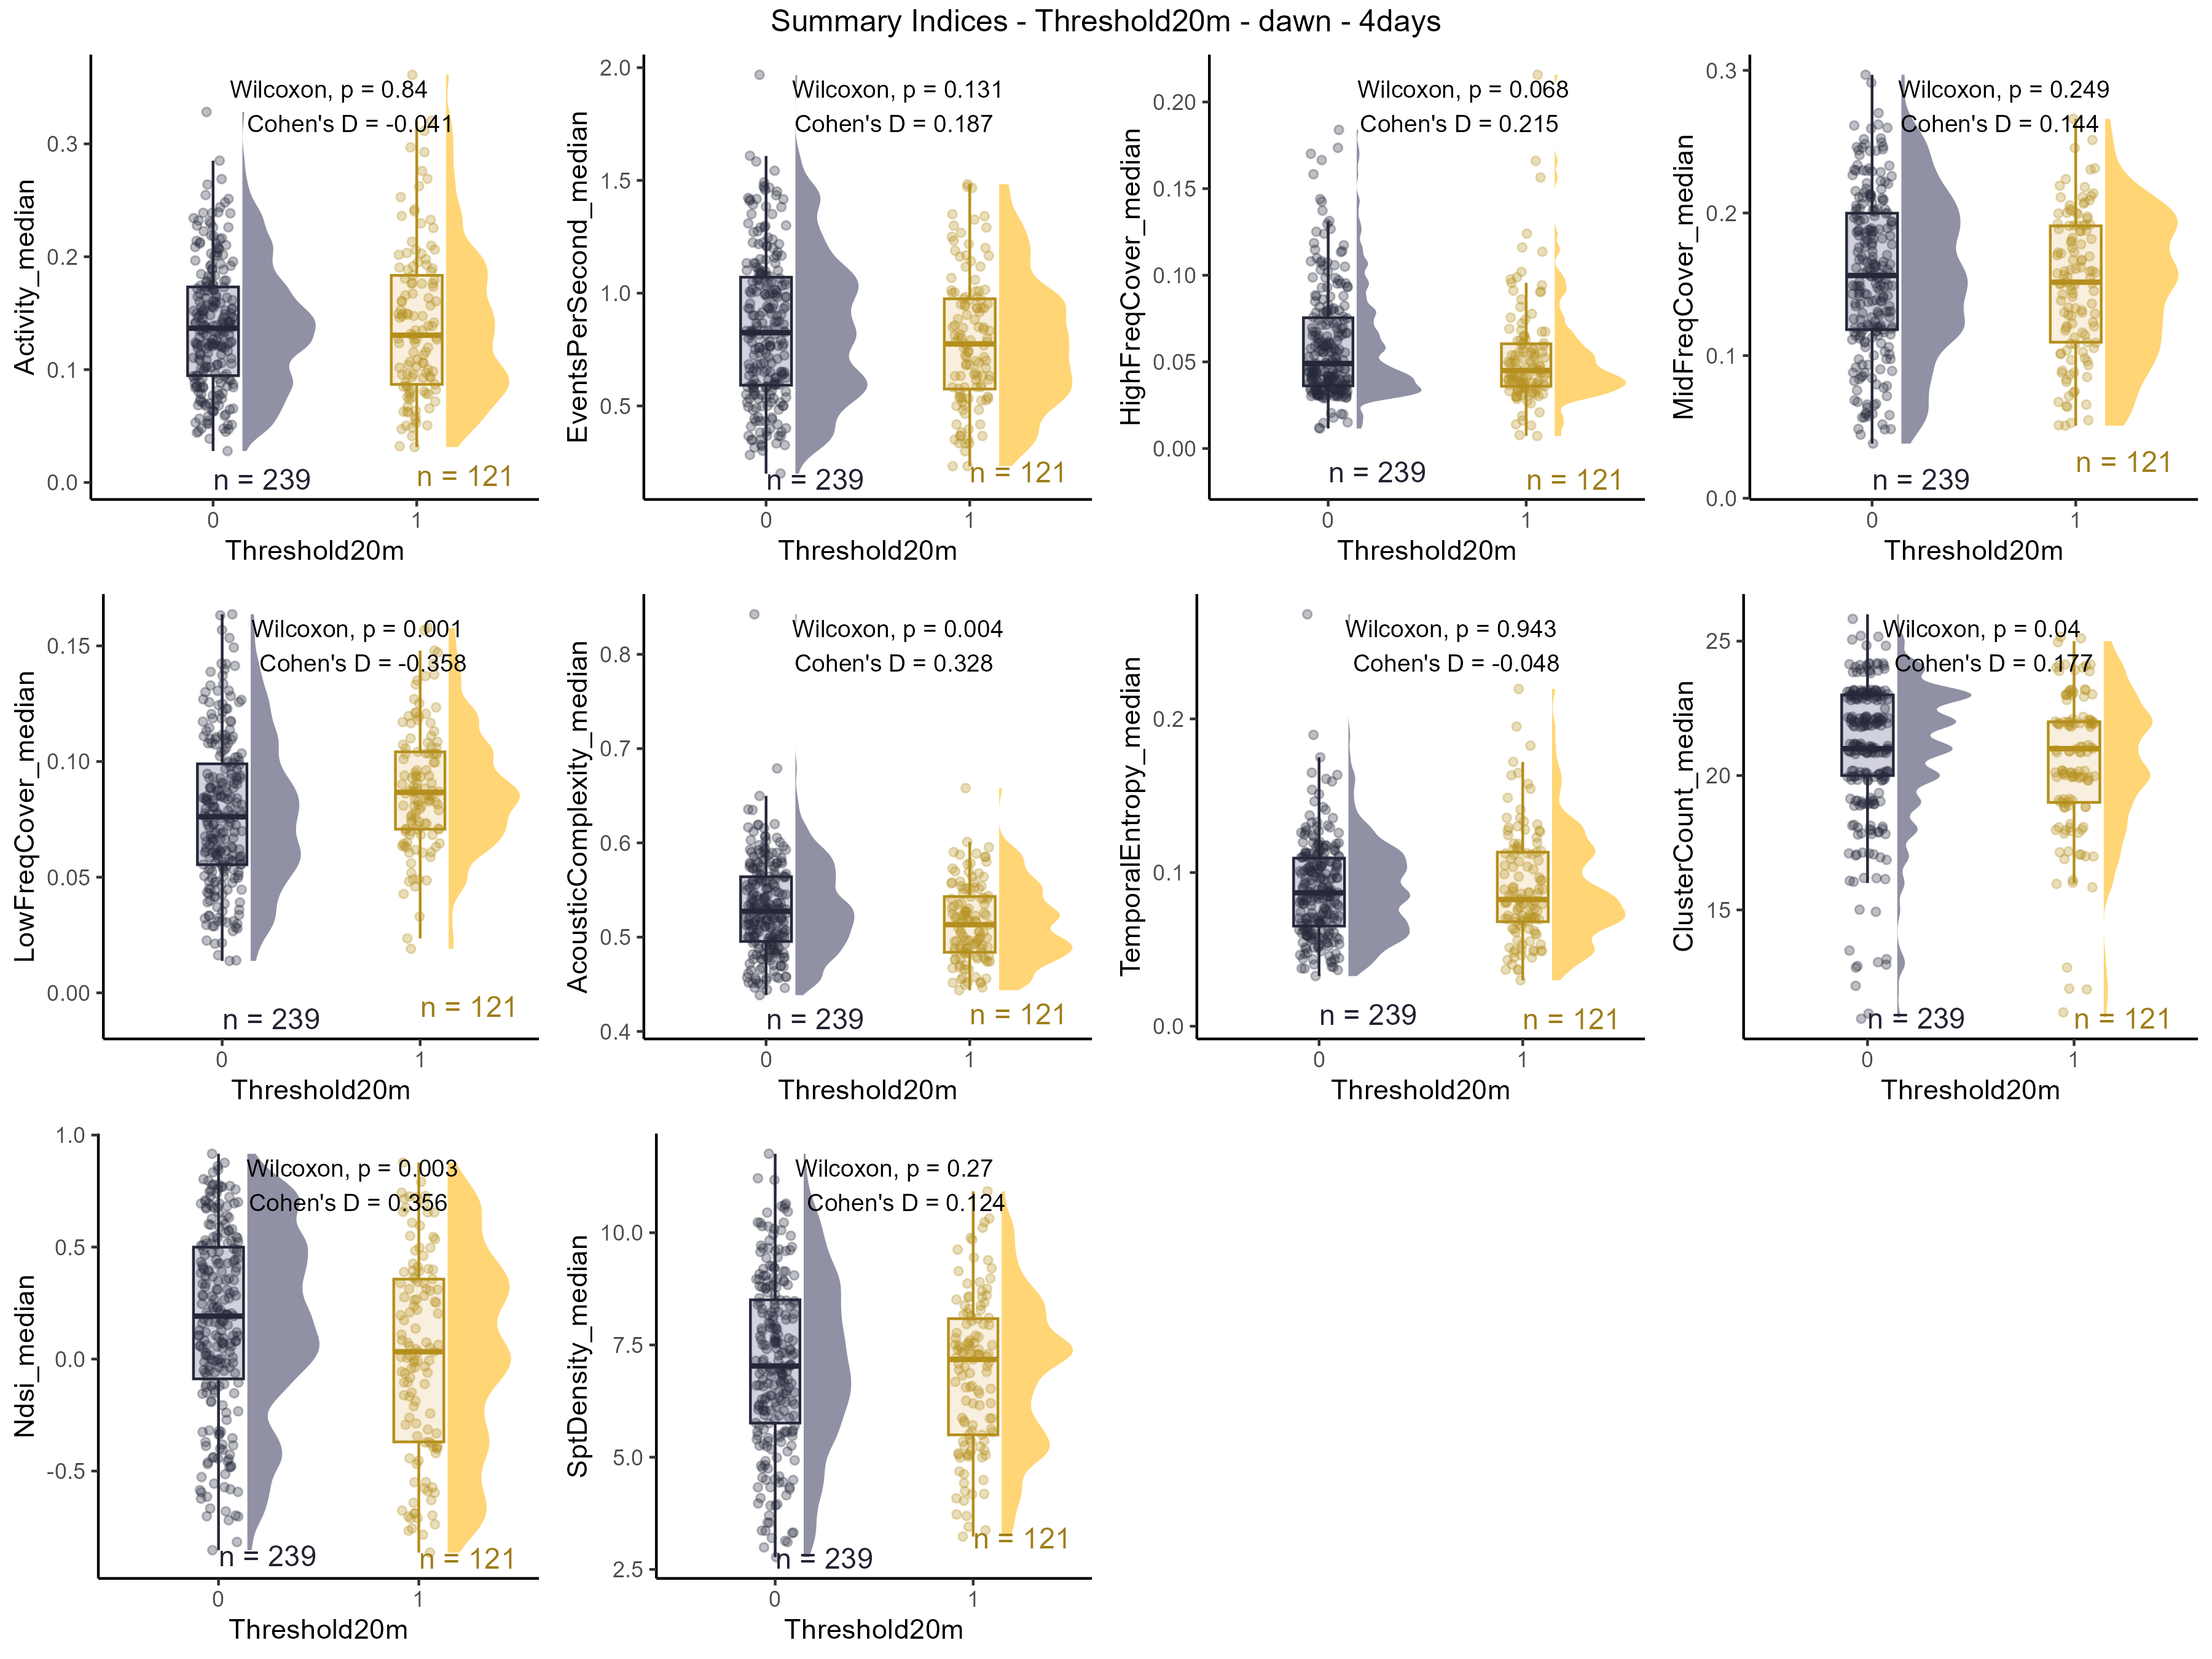 Summary Indices - Threshold20m - dawn - 4days
Activity_median
0.3
0.2
0.1
0.0
Wilcoxon, p = 0.84
Cohen's D = -0.041
n = 239
n = 121
0
1
Threshold20m
EventsPerSecond_median
2.0
1.5
1.0
0.5
Wilcoxon, p = 0.131
Cohen's D = 0.187
n = 239
n = 121
0
1
Threshold20m
HighFreqCover_median
0.20
0.15
0.10
0.05
0.00
Wilcoxon, p = 0.068
Cohen's D = 0.215
n = 239
n = 121
0
1
Threshold20m
MidFreqCover_median
0.3
0.2
0.1
0.0
Wilcoxon, p = 0.249
Cohen's D = 0.144
n = 239
n = 121
0
1
Threshold20m
LowFreqCover_median
0.15
0.10
0.05
0.00
Wilcoxon, p = 0.001
Cohen's D = -0.358
n = 239
n = 121
0
1
Threshold20m
AcousticComplexity_median
0.8
0.7
0.6
0.5
0.4
Wilcoxon, p = 0.004
Cohen's D = 0.328
n = 239
n = 121
0
1
Threshold20m
TemporalEntropy_median
0.2
0.1
0.0
Wilcoxon, p = 0.943
Cohen's D = -0.048
n = 239
n = 121
0
1
Threshold20m
ClusterCount_median
25
20
15
Wilcoxon, p = 0.04
Cohen's D = 0.177
n = 239
n = 121
0
1
Threshold20m
Ndsi_median
1.0
0.5
0.0
-0.5
Wilcoxon, p = 0.003
Cohen's D = 0.356
n = 239
n = 121
0
1
Threshold20m
SptDensity_median
10.0
7.5
5.0
2.5
Wilcoxon, p = 0.27
Cohen's D = 0.124
n = 239
n = 121
0
1
Threshold20m